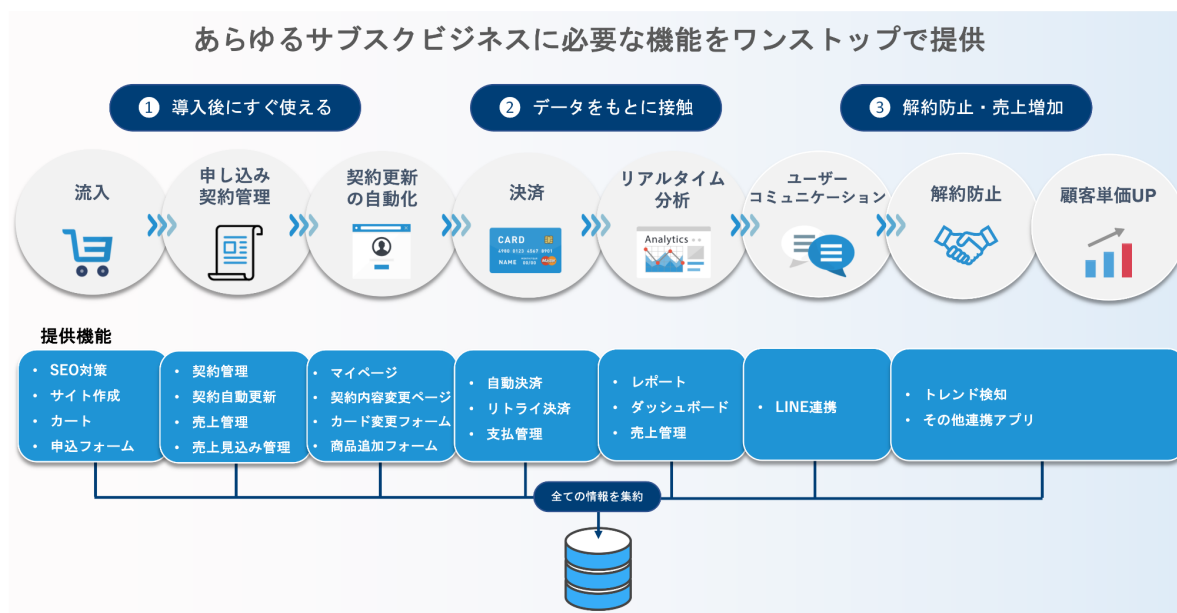 あらゆるサブスクビジネスに必要な機能をワンストップで提供
1 導入後にすぐ使える
2 データをもとに接触
3 解約防止・売上増加
流入
申し込み
契約管理
契約更新
の自動化
決済
CARD
NAME
リアルタイム
分析
Analytics
ユーザー
コミュニケーション
解約防止
顧客単価UP
提供機能
・ SEO対策
・ サイト作成
・ カート
・ 申込フォーム
・ 契約管理
・ 契約自動更新
・ 売上管理
・ 売上見込み管理
・ マイページ
・ 契約内容変更ページ
・ カード変更フォーム
・ 商品追加フォーム
・ 自動決済
・ リトライ決済
・ 支払管理
・ レポート
・ ダッシュボード
・ 売上管理
・ LINE連携
・ トレンド検知
・ その他連携アプリ
全ての情報を集約